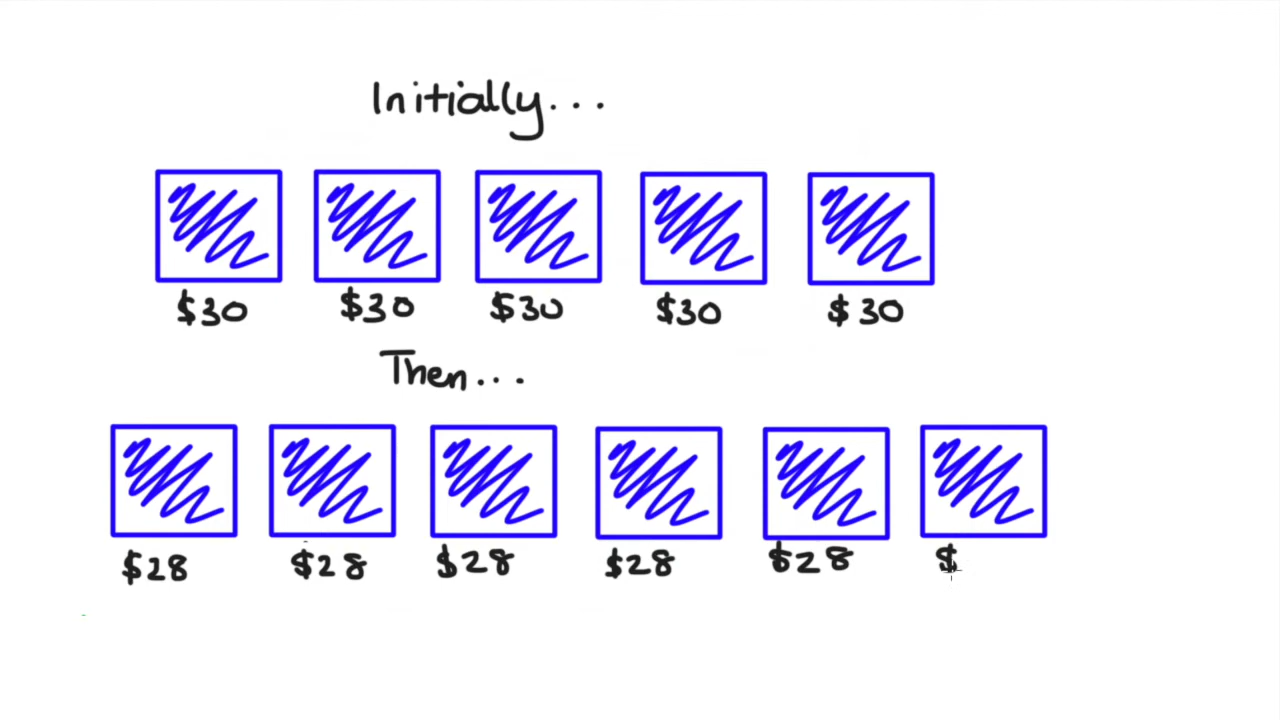 Initially...
$30 $30 $30 $30 $30
Then...
$28 $28 $28 $28 $28 $